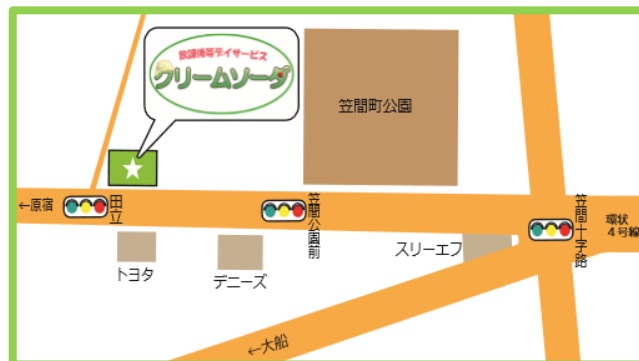 放課後等デイサービス
クリームソーダ
笠間町公園
←原宿
田立
笠間公園前
笠間十字路
環状
4号線
トヨタ
デニーズ
スリーエフ
←大船